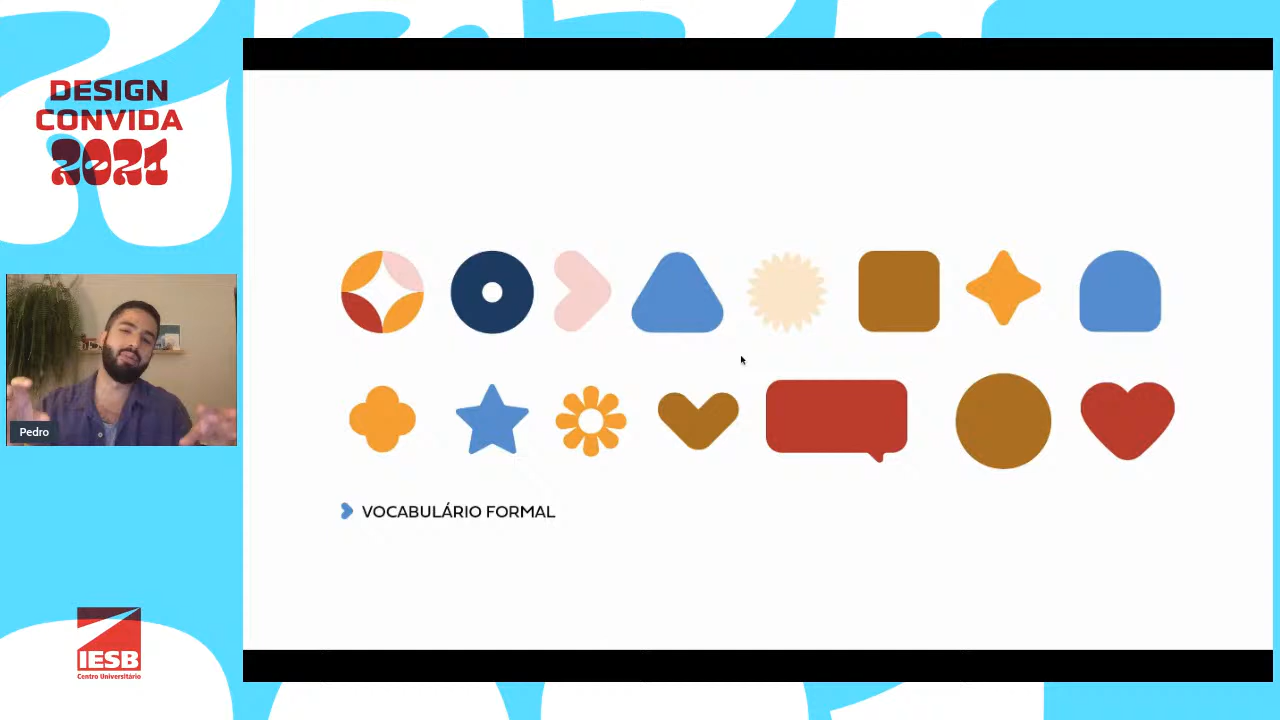 DESIGN
CONVIDA
2021
Pedro
VOCABULÁRIO FORMAL
IESB
Centro Universitário